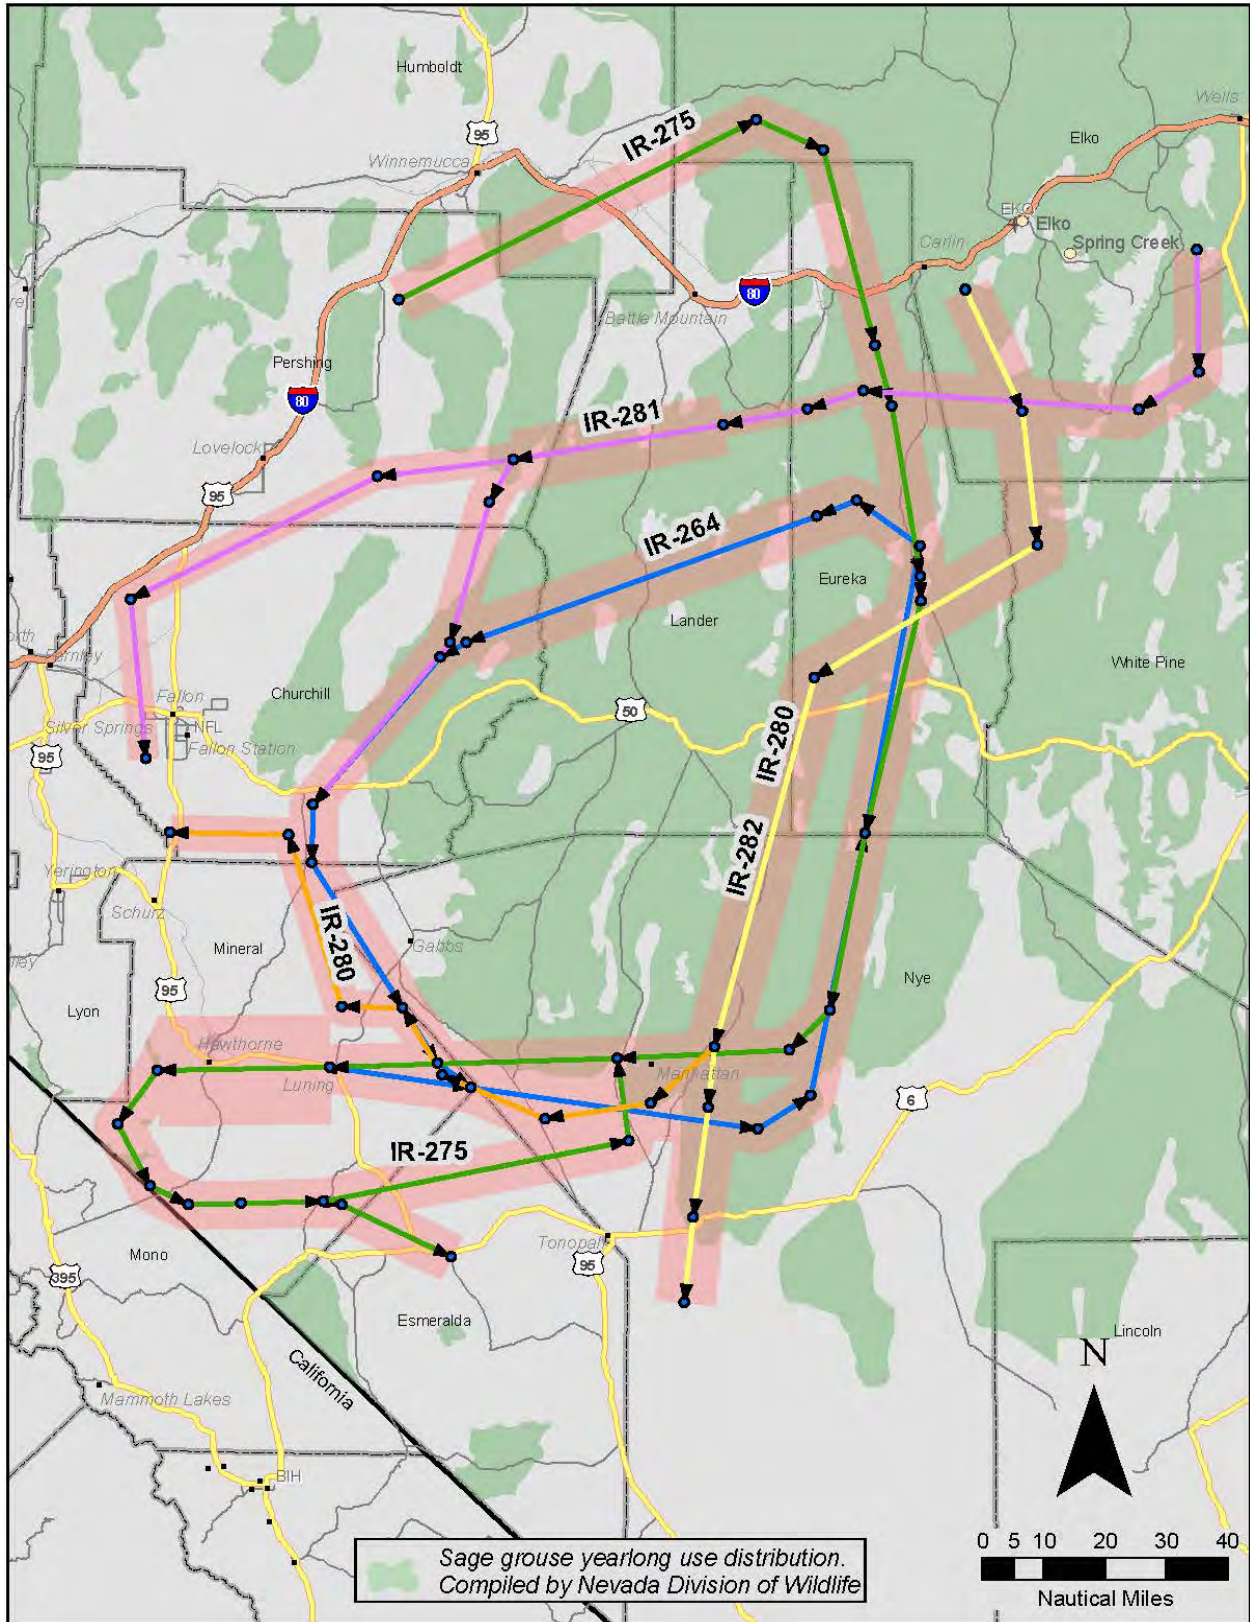 Humboldt
Wells
95
IR-275
Elko
Winnemucca
EKO
Elko
Carlin
Spring Creek
80
Battle Mountain
Pershing
80
IR-281
Lovelock
95
IR-264
Eureka
Lander
White Pine
Fernley
Churchill
Fallon
50
Silver Springs
NFL
Fallon Station
95
IR-280
IR-282
Yerington
Schurz
IR-280
Mineral
Gabbs
95
Nye
Lyon
Hawthorne
Luning
Manhattan
6
IR-275
Mono
Tonopah
95
395
Esmeralda
Lincoln
N
California
Mammoth Lakes
BIH
Sage grouse yearlong use distribution.
Compiled by Nevada Division of Wildlife
0 5 10 20 30 40
Nautical Miles